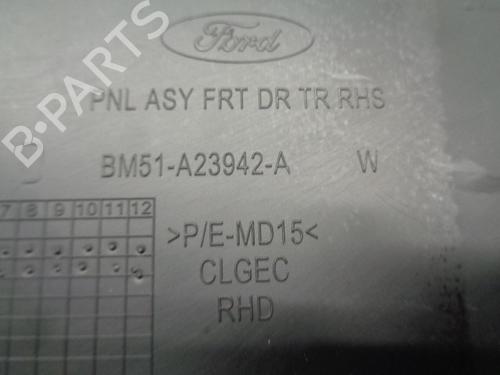 B-PARTS
Ford
PNL ASY FRT DR TR RHS
BM51-A23942-A W
7 8 9 10 11 12
>P/E-MD15<
CLGEC
RHD